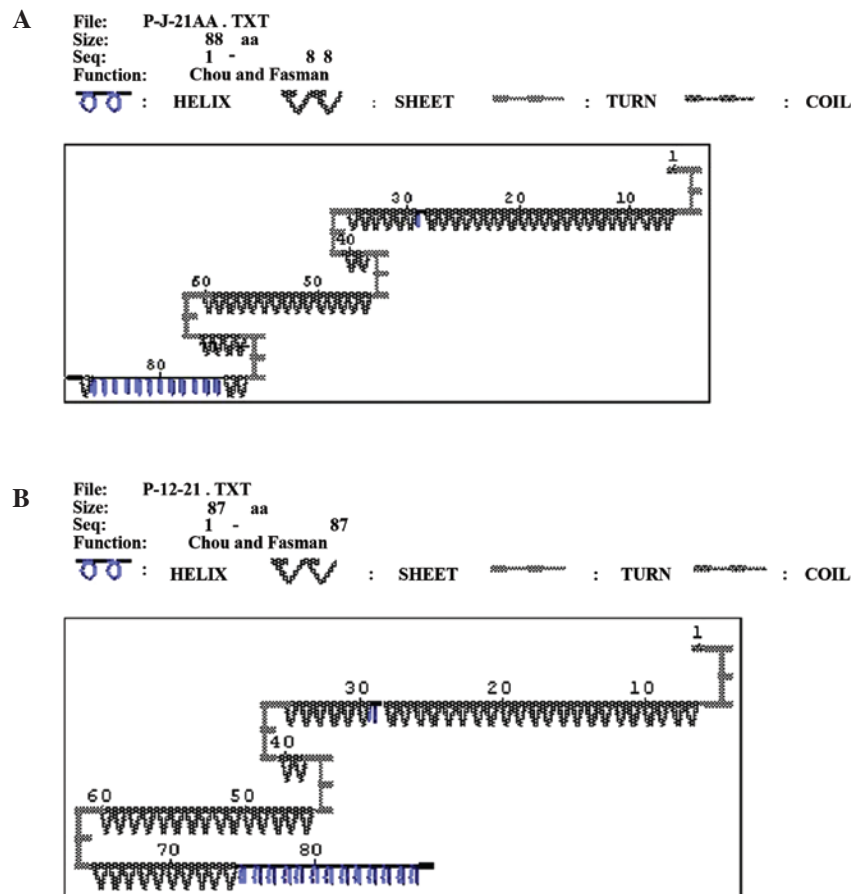 A
File: P-J-21AA . TXT
Size: 88 aa
Seq: 1 - 8 8
Function: Chou and Fasman
: HELIX : SHEET : TURN : COIL
1
30 20 10
40
60 50
80
B
File: P-12-21 . TXT
Size: 87 aa
Seq: 1 - 87
Function: Chou and Fasman
: HELIX : SHEET : TURN : COIL
1
30 20 10
40
60 50
70 80